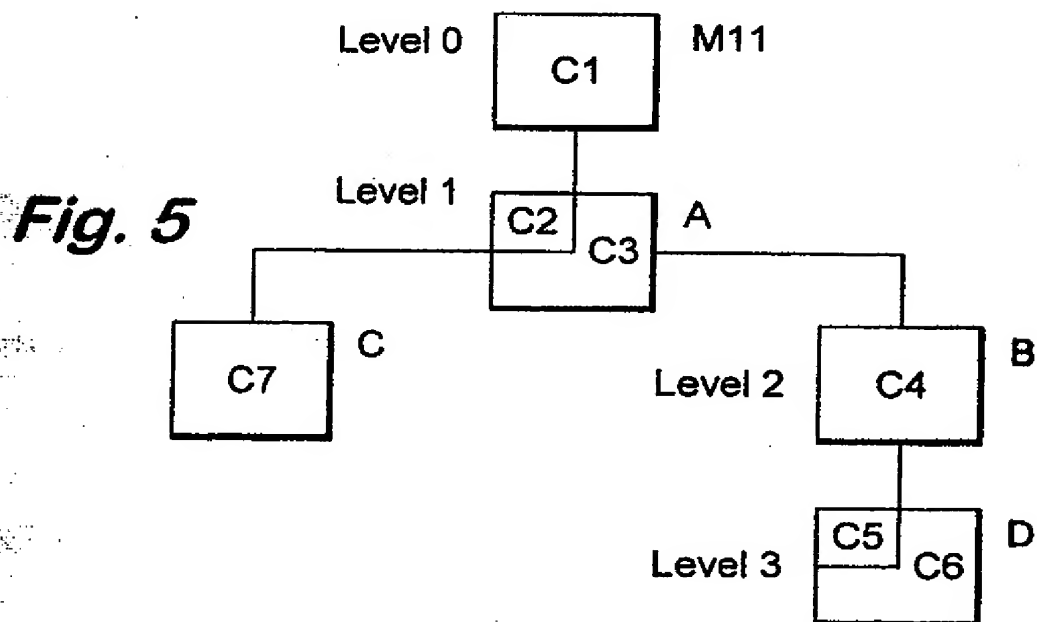 Level 0
C1
M11
Level 1
C2
C3
A
Fig. 5
C7
C
Level 2
C4
B
Level 3
C5
C6
D